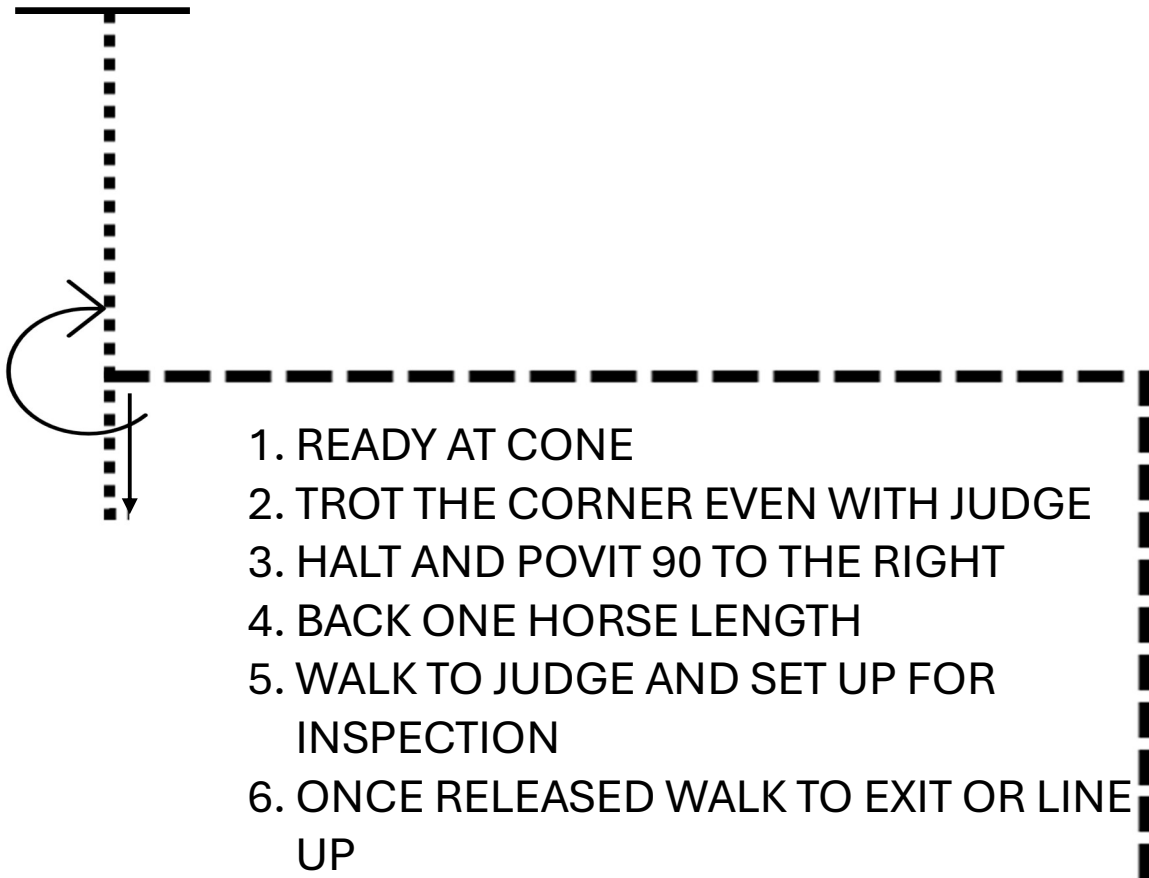 1. READY AT CONE
2. TROT THE CORNER EVEN WITH JUDGE
3. HALT AND POVIT 90 TO THE RIGHT
4. BACK ONE HORSE LENGTH
5. WALK TO JUDGE AND SET UP FOR
INSPECTION
6. ONCE RELEASED WALK TO EXIT OR LINE
UP